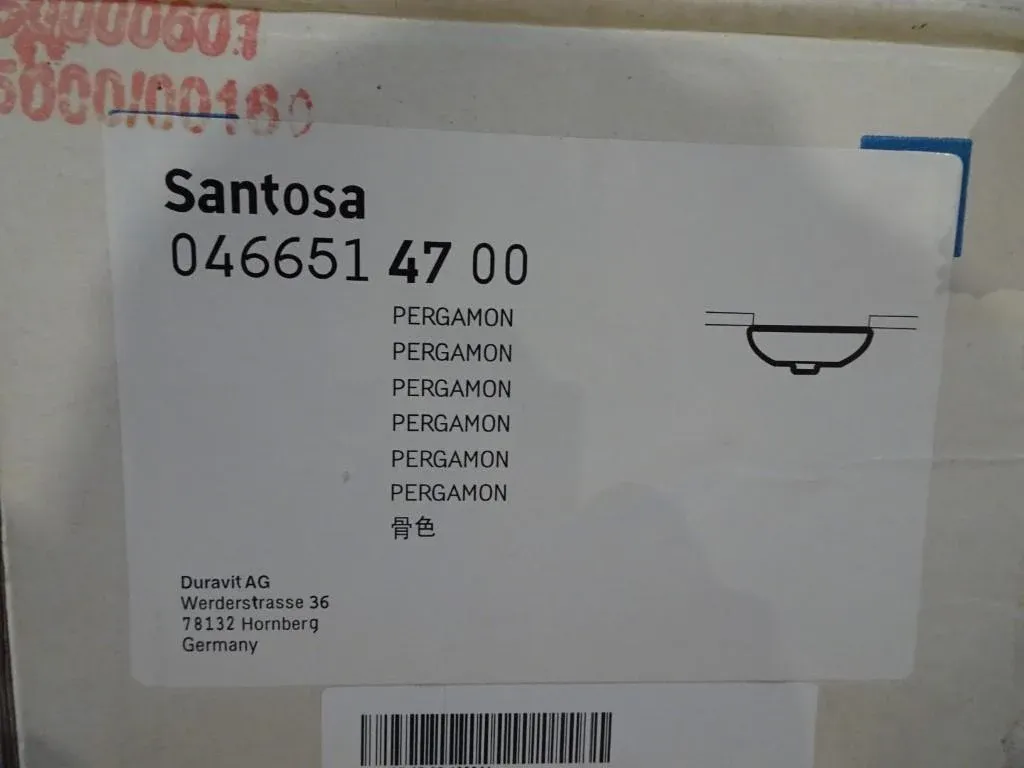 Santosa
046651 47 00
PERGAMON
PERGAMON
PERGAMON
PERGAMON
PERGAMON
PERGAMON
骨色
Duravit AG
Werderstrasse 36
78132 Hornberg
Germany